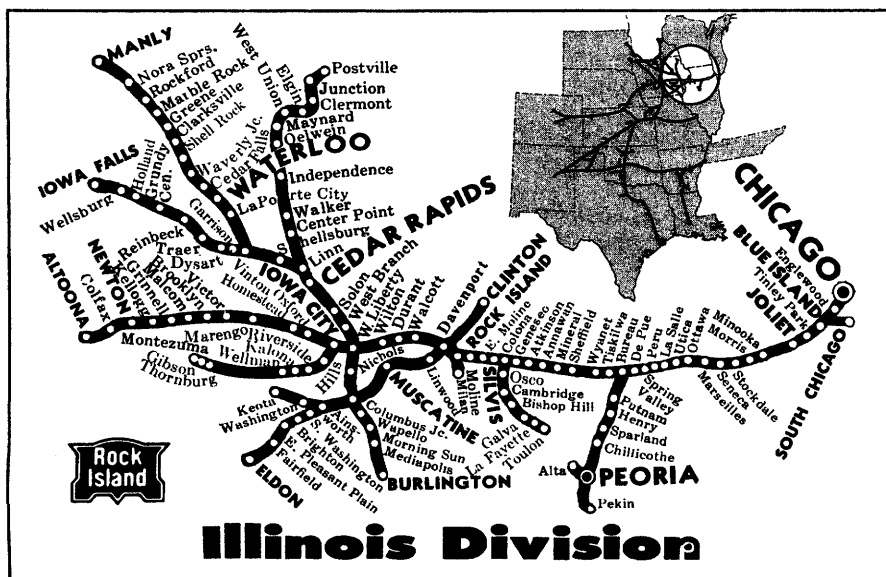 MANLY
Nora Sprs.
Rockford
Marble Rock
Greene
Clarksville
Shell Rock
Waverly Jc.
Cedar Falls
WATERLOO
La Porte City
West Union
Elgin
Postville
Junction
Clermont
Maynard
Oelwein
Independence
Walker
Center Point
Shellsburg
Linn
CEDAR RAPIDS
IOWA FALLS
Wellsburg
Holland
Grundy
Cen.
Reinbeck
Traer
Dysart
Garrison
Vinton
Solon
West Branch
W. Liberty
Wilton
Durant
Walcott
Davenport
CLINTON
ROCK ISLAND
ALTOONA
Colfax
NEWTON
Kellogg
Grinnell
Malcom
Brooklyn
Victor
Marengo
Homestead
Oxford
IOWA CITY
Montezuma
Gibson
Thornburg
Wellman
Kalona
Riverside
Hills
Nichols
MUSCATINE
Linwood
Milan
Moline
SILVIS
E. Moline
Colona
Geneseo
Atkinson
Annawan
Mineral
Sheffield
Wyanet
Tiskilwa
Bureau
De Pue
Peru
La Salle
Utica
Ottawa
Marseilles
Seneca
Morris
Stockdale
Minooka
JOLIET
Tinley Park
BLUE ISLAND
Englewood
CHICAGO
SOUTH CHICAGO
Osco
Cambridge
Bishop Hill
Galva
La Fayette
Toulon
Spring
Valley
Putnam
Henry
Sparland
Chillicothe
Alta
PEORIA
Pekin
Keota
Washington
Ains-
worth
S. Washington
Brighton
E. Pleasant Plain
Fairfield
ELDON
Columbus Jc.
Wapello
Morning Sun
Mediapolis
BURLINGTON
Rock
Island
Illinois Division